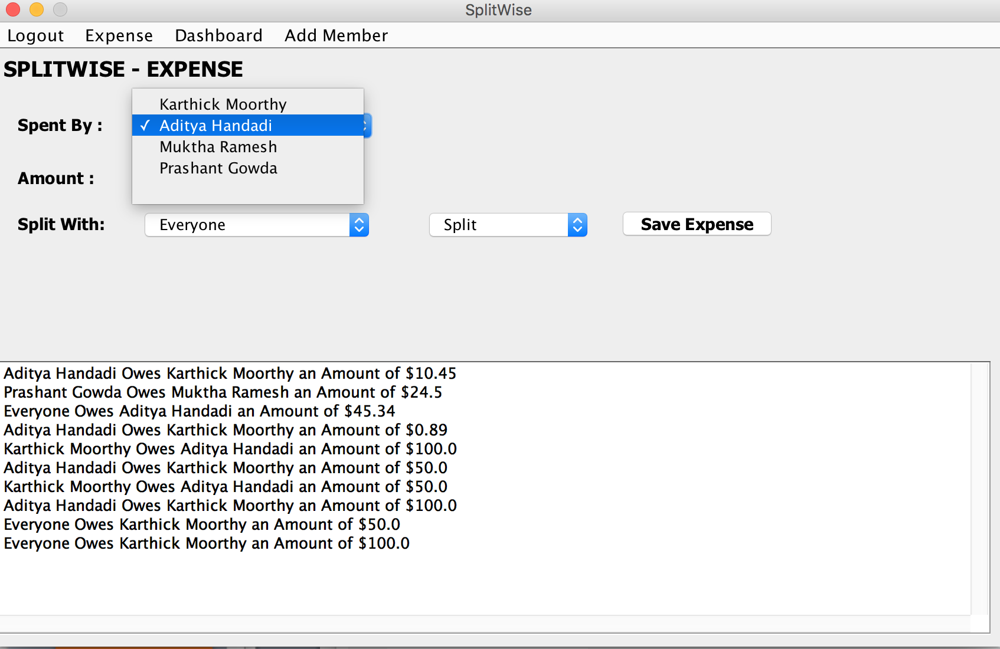 SplitWise
Logout Expense Dashboard Add Member
SPLITWISE - EXPENSE
Karthick Moorthy
Spent By : ✓ Aditya Handadi
Muktha Ramesh
Prashant Gowda
Amount :
Split With: Everyone Split Save Expense
Aditya Handadi Owes Karthick Moorthy an Amount of $10.45
Prashant Gowda Owes Muktha Ramesh an Amount of $24.5
Everyone Owes Aditya Handadi an Amount of $45.34
Aditya Handadi Owes Karthick Moorthy an Amount of $0.89
Karthick Moorthy Owes Aditya Handadi an Amount of $100.0
Aditya Handadi Owes Karthick Moorthy an Amount of $50.0
Karthick Moorthy Owes Aditya Handadi an Amount of $50.0
Aditya Handadi Owes Karthick Moorthy an Amount of $100.0
Everyone Owes Karthick Moorthy an Amount of $50.0
Everyone Owes Karthick Moorthy an Amount of $100.0